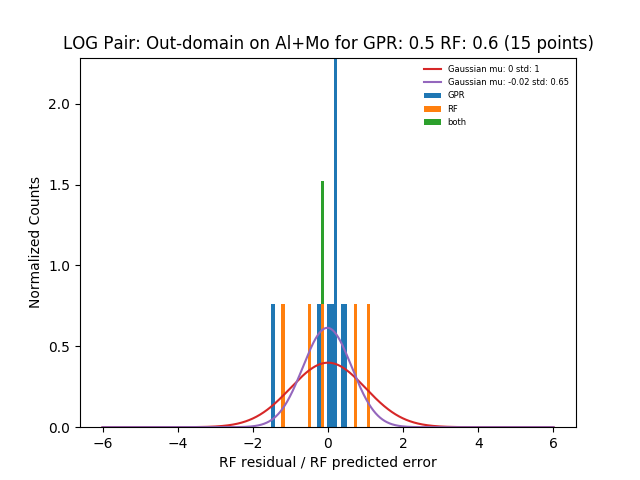 LOG Pair: Out-domain on Al+Mo for GPR: 0.5 RF: 0.6 (15 points)
Gaussian mu: 0 std: 1
Gaussian mu: -0.02 std: 0.65
GPR
RF
both
Normalized Counts
2.0
1.5
1.0
0.5
0.0
−6 −4 −2 0 2 4 6
RF residual / RF predicted error